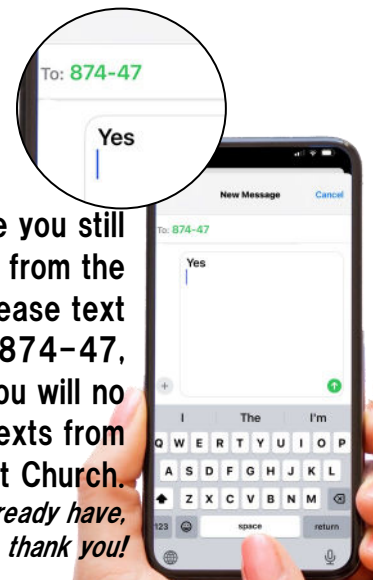 To: 874-47
Yes
New Message Cancel
To: 874-47
Yes
e you still
from the
ease text
874-47,
ou will no
exts from
t Church.
ready have,
thank you!
I The I'm
Q W E R T Y U I O P
A S D F G H J K L
Z X C V B N M
123 space return